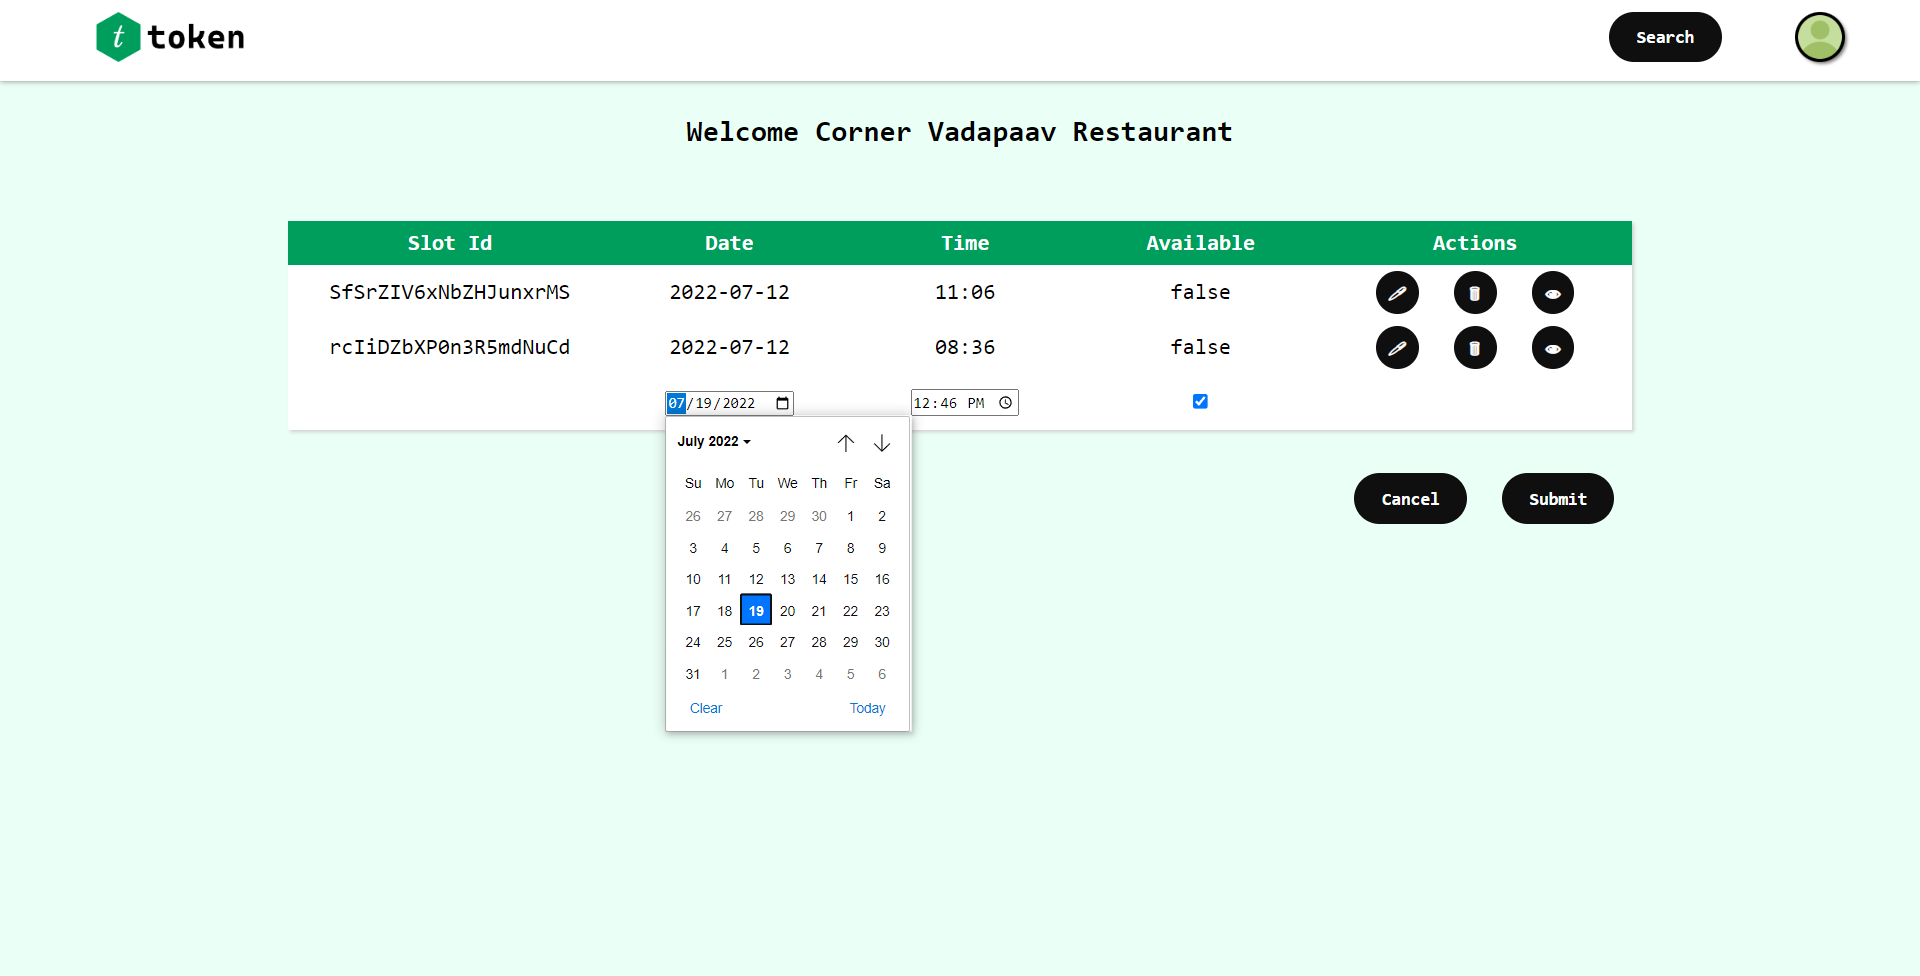 t token Search
Welcome Corner Vadapaav Restaurant
Slot Id Date Time Available Actions
SfSrZIV6xNbZHJunxrMS 2022-07-12 11:06 false
rcIiDZbXP0n3R5mdNuCd 2022-07-12 08:36 false
07/19/2022 12:46 PM
July 2022
Su Mo Tu We Th Fr Sa
26 27 28 29 30 1 2
3 4 5 6 7 8 9
10 11 12 13 14 15 16
17 18 19 20 21 22 23
24 25 26 27 28 29 30
31 1 2 3 4 5 6
Clear Today
Cancel Submit